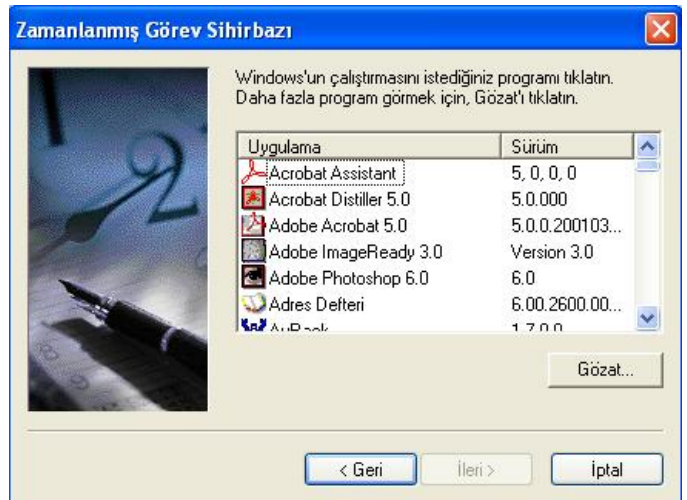 Zamanlanmış Görev Sihirbazı
Windows'un çalıştırmasını istediğiniz programı tıklatın.
Daha fazla program görmek için, Gözat'ı tıklatın.
Uygulama Sürüm
Acrobat Assistant 5, 0, 0, 0
Acrobat Distiller 5.0 5.0.000
Adobe Acrobat 5.0 5.0.0.200103...
Adobe ImageReady 3.0 Version 3.0
Adobe Photoshop 6.0 6.0
Adres Defteri 6.00.2600.00...
Gözat...
< Geri İleri > İptal